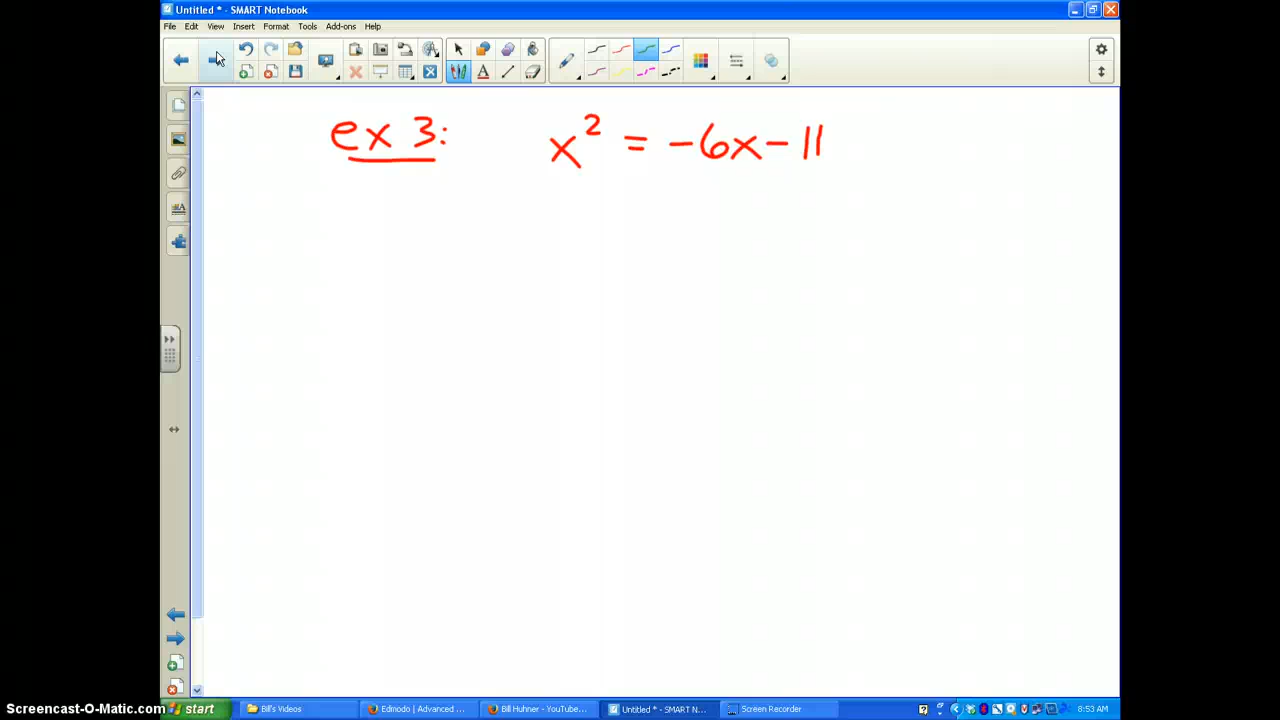 Untitled * - SMART Notebook
File Edit View Insert Format Tools Add-ons Help
ex 3: x² = -6x - 11
Screencast-O-Matic.com
start Bill's Videos Edmodo | Advanced ... Bill Huhner - YouTube... Untitled * - SMART N... Screen Recorder 8:53 AM